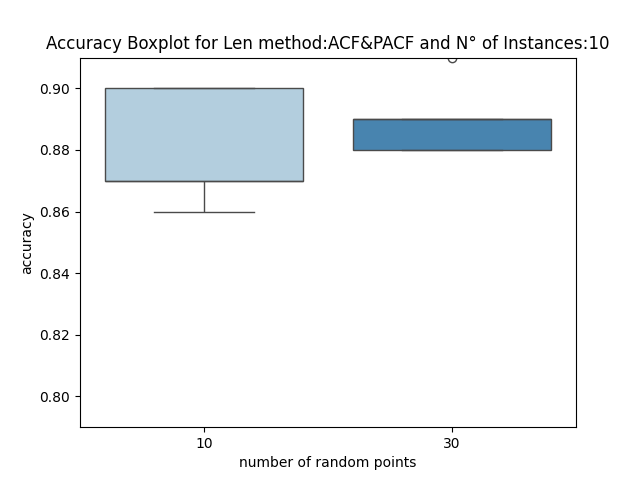 Accuracy Boxplot for Len method:ACF&PACF and N° of Instances:10
0.90
0.88
0.86
0.84
0.82
0.80
accuracy
10 30
number of random points